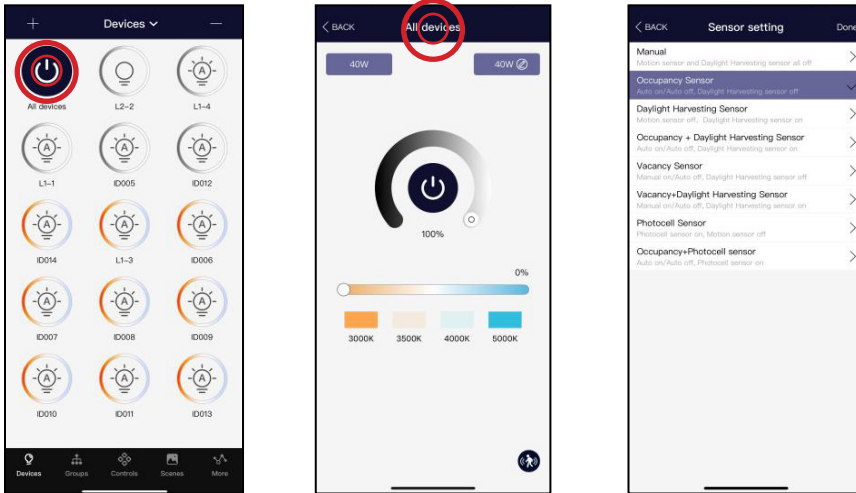 Devices
All devices
L2-2
L1-4
L1-1
ID005
ID012
ID014
L1-3
ID006
ID007
ID008
ID009
ID010
ID011
ID013
Devices
Groups
Controls
Scenes
More
BACK
All devices
40W
40W
100%
0%
3000K
3500K
4000K
5000K
BACK
Sensor setting
Done
Manual
Motion sensor and Daylight Harvesting sensor all off
Occupancy Sensor
Auto on/Auto off, Daylight Harvesting sensor off
Daylight Harvesting Sensor
Motion sensor off, Daylight Harvesting sensor on
Occupancy + Daylight Harvesting Sensor
Auto on/Auto off, Daylight Harvesting sensor on
Vacancy Sensor
Manual on/Auto off, Daylight Harvesting sensor off
Vacancy+Daylight Harvesting Sensor
Manual on/Auto off, Daylight Harvesting sensor on
Photocell Sensor
Photocell sensor on, Motion sensor off
Occupancy+Photocell sensor
Auto on/Auto off, Photocell sensor on